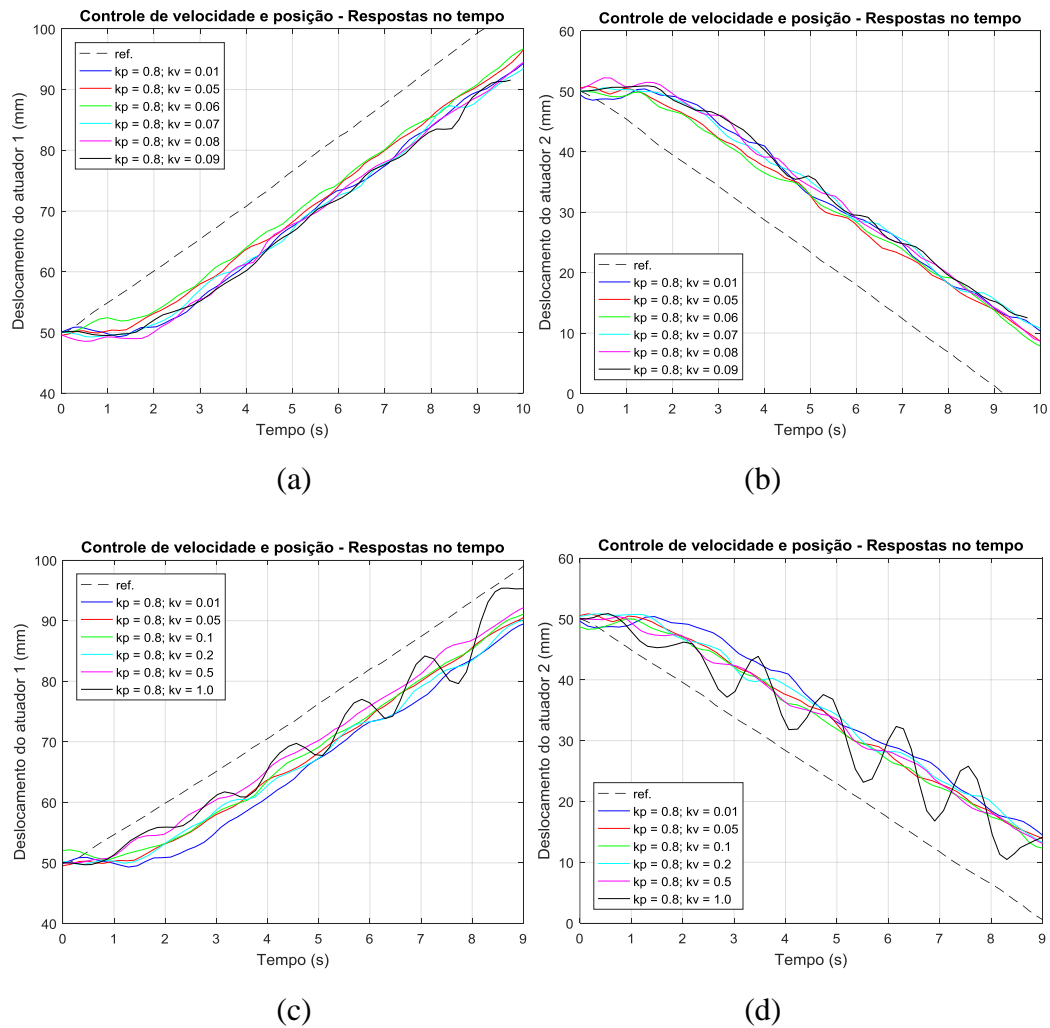 Controle de velocidade e posição - Respostas no tempo
100
90
80
70
60
50
40
Deslocamento do atuador 1 (mm)
ref.
kp = 0.8; kv = 0.01
kp = 0.8; kv = 0.05
kp = 0.8; kv = 0.06
kp = 0.8; kv = 0.07
kp = 0.8; kv = 0.08
kp = 0.8; kv = 0.09
0 1 2 3 4 5 6 7 8 9 10
Tempo (s)
(a)
Controle de velocidade e posição - Respostas no tempo
60
50
40
30
20
10
0
Deslocamento do atuador 2 (mm)
ref.
kp = 0.8; kv = 0.01
kp = 0.8; kv = 0.05
kp = 0.8; kv = 0.06
kp = 0.8; kv = 0.07
kp = 0.8; kv = 0.08
kp = 0.8; kv = 0.09
0 1 2 3 4 5 6 7 8 9 10
Tempo (s)
(b)
Controle de velocidade e posição - Respostas no tempo
100
90
80
70
60
50
40
Deslocamento do atuador 1 (mm)
ref.
kp = 0.8; kv = 0.01
kp = 0.8; kv = 0.05
kp = 0.8; kv = 0.1
kp = 0.8; kv = 0.2
kp = 0.8; kv = 0.5
kp = 0.8; kv = 1.0
0 1 2 3 4 5 6 7 8 9
Tempo (s)
(c)
Controle de velocidade e posição - Respostas no tempo
60
50
40
30
20
10
0
Deslocamento do atuador 2 (mm)
ref.
kp = 0.8; kv = 0.01
kp = 0.8; kv = 0.05
kp = 0.8; kv = 0.1
kp = 0.8; kv = 0.2
kp = 0.8; kv = 0.5
kp = 0.8; kv = 1.0
0 1 2 3 4 5 6 7 8 9
Tempo (s)
(d)